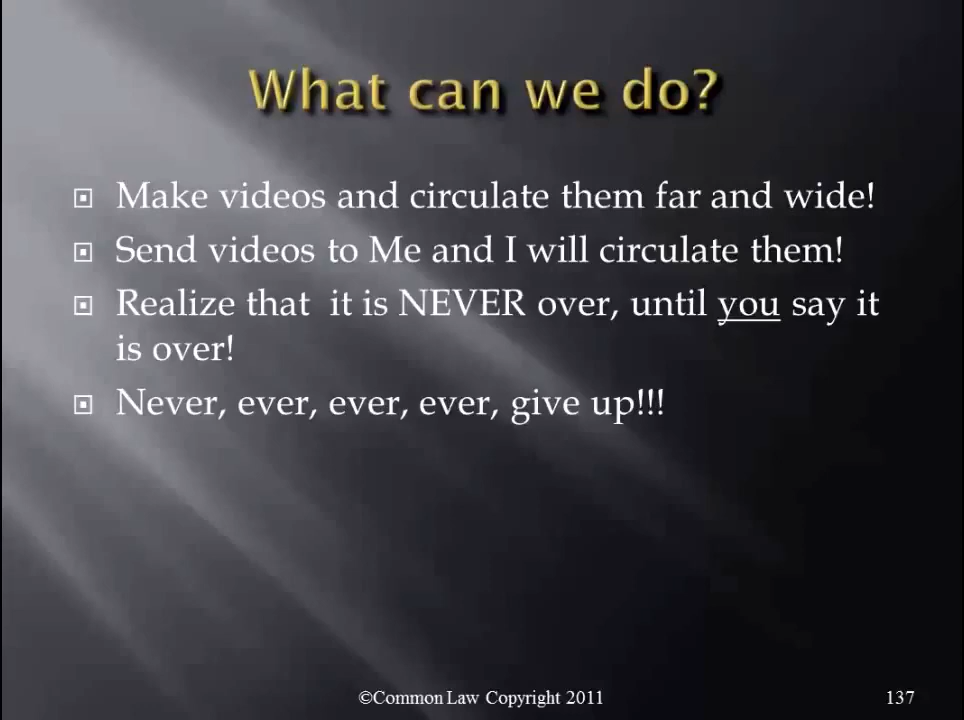 What can we do?
Make videos and circulate them far and wide!
Send videos to Me and I will circulate them!
Realize that  it is NEVER over, until you say it
is over!
Never, ever, ever, ever, give up!!!
©Common Law Copyright 2011
137